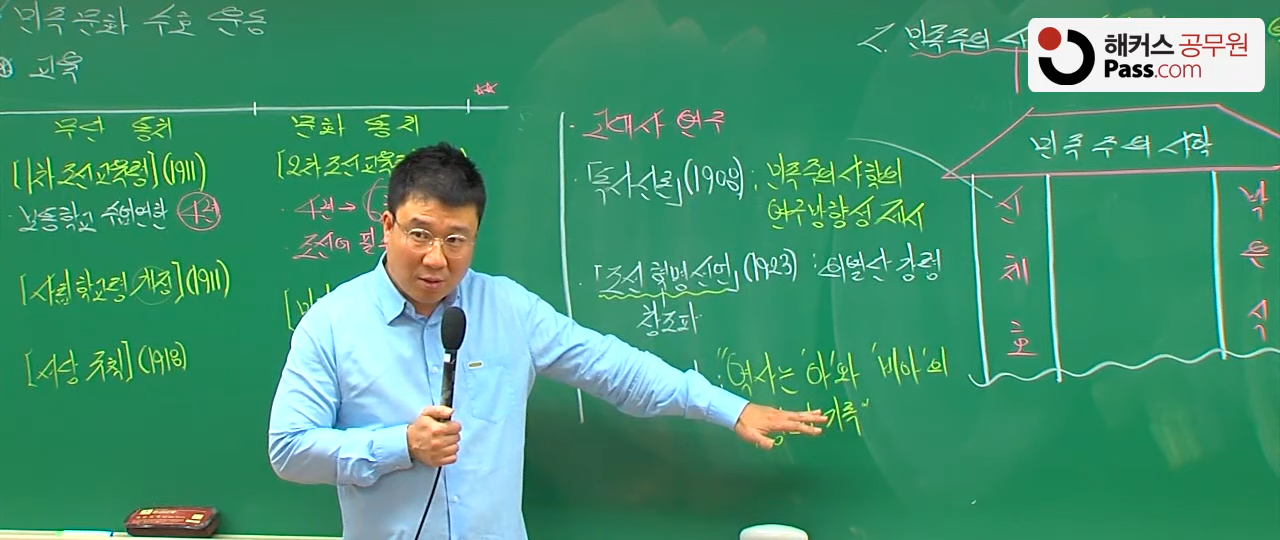 민족문화 수호 운동
교육
무단 통치
문화 통치
[1차 조선교육령](1911)
[2차 조선교육령
보통학교 수업연한 4년
4년→ 6
조선어 필
[사립학교령 개정](1911)
[서당 규칙](1918)
근대사 연구
「독사신론」(1908) : 민족주의 사학의
연구방향성 제시
「조선혁명선언」(1923) : 의열단 강령
창조파
: "역사는 '아'와 '비아'의
기록"
2. 민족주의 사
민족주의 사학
신채호
박은식
해커스 공무원
Pass.com